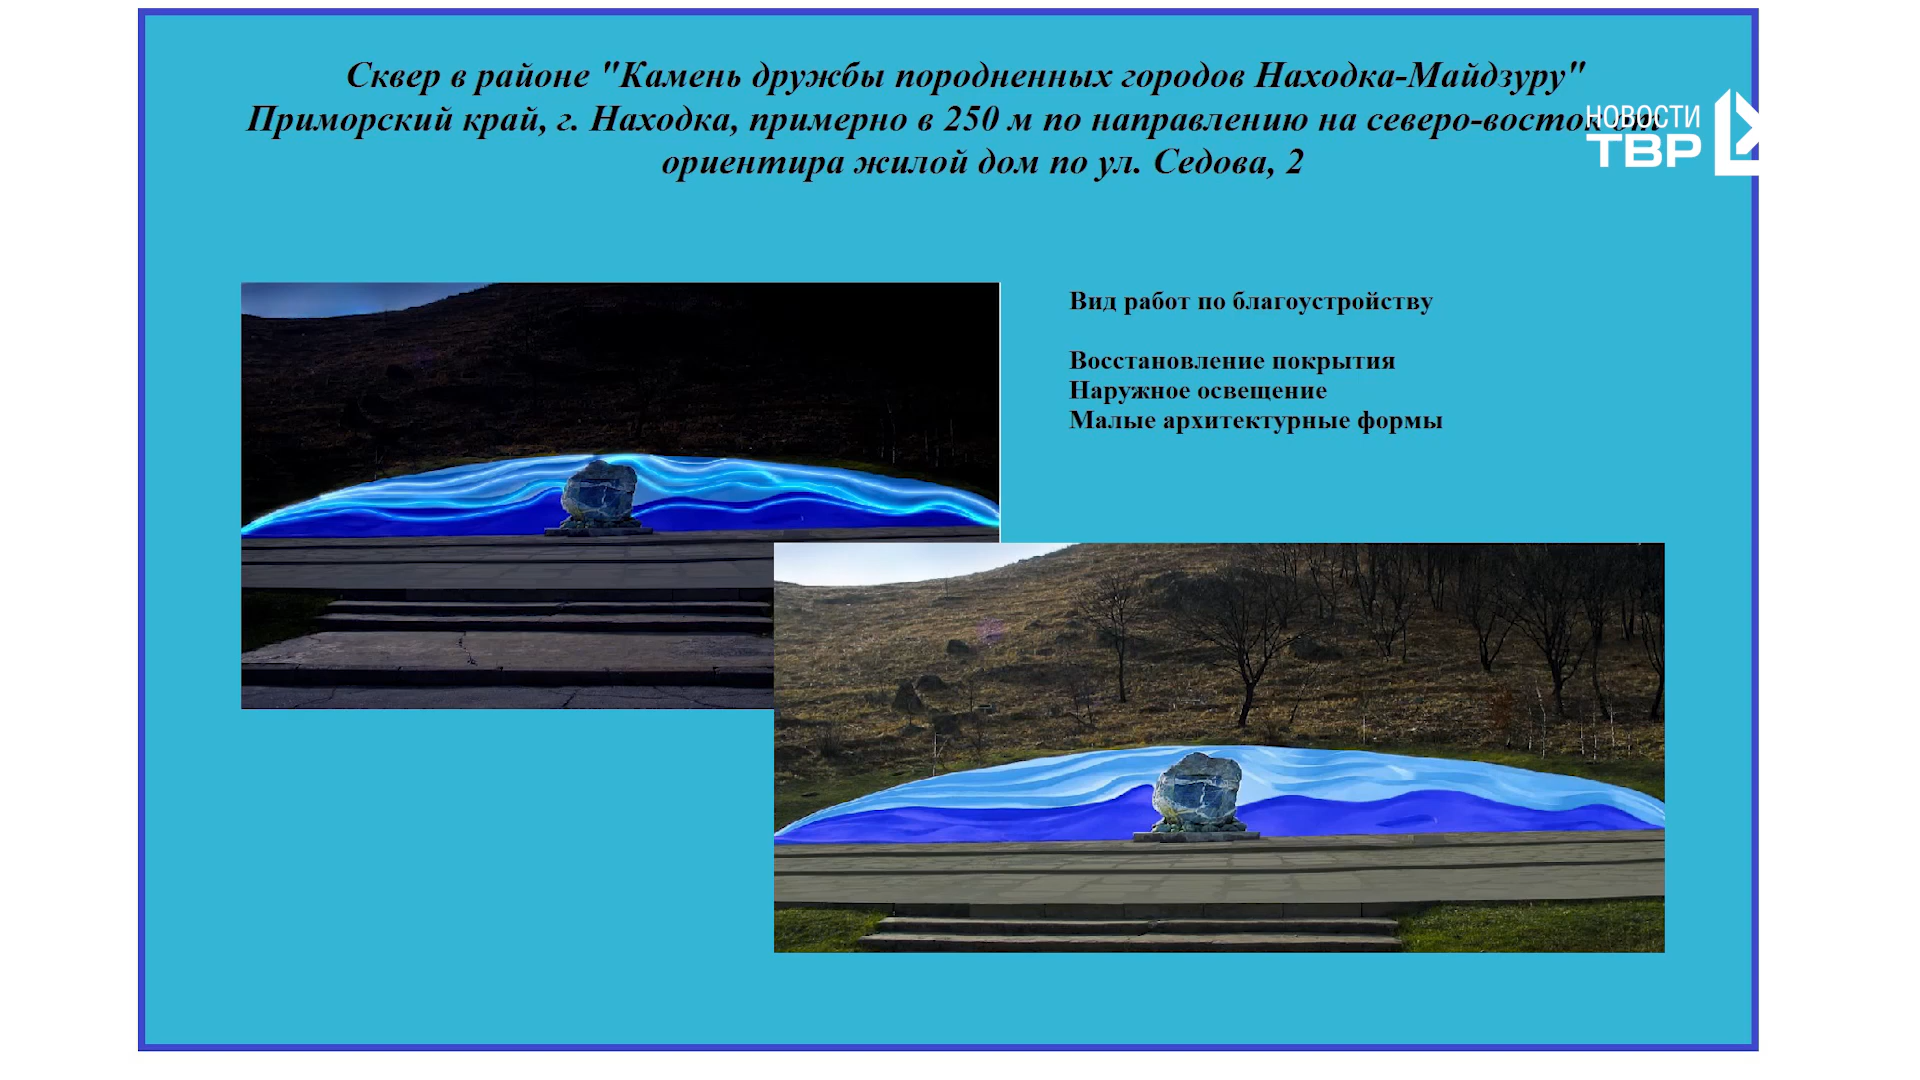 Сквер в районе "Камень дружбы породненных городов Находка-Майдзуру"
Приморский край, г. Находка, примерно в 250 м по направлению на северо-восток от
ориентира жилой дом по ул. Седова, 2
НОВОСТИ
ТВР
Вид работ по благоустройству
Восстановление покрытия
Наружное освещение
Малые архитектурные формы